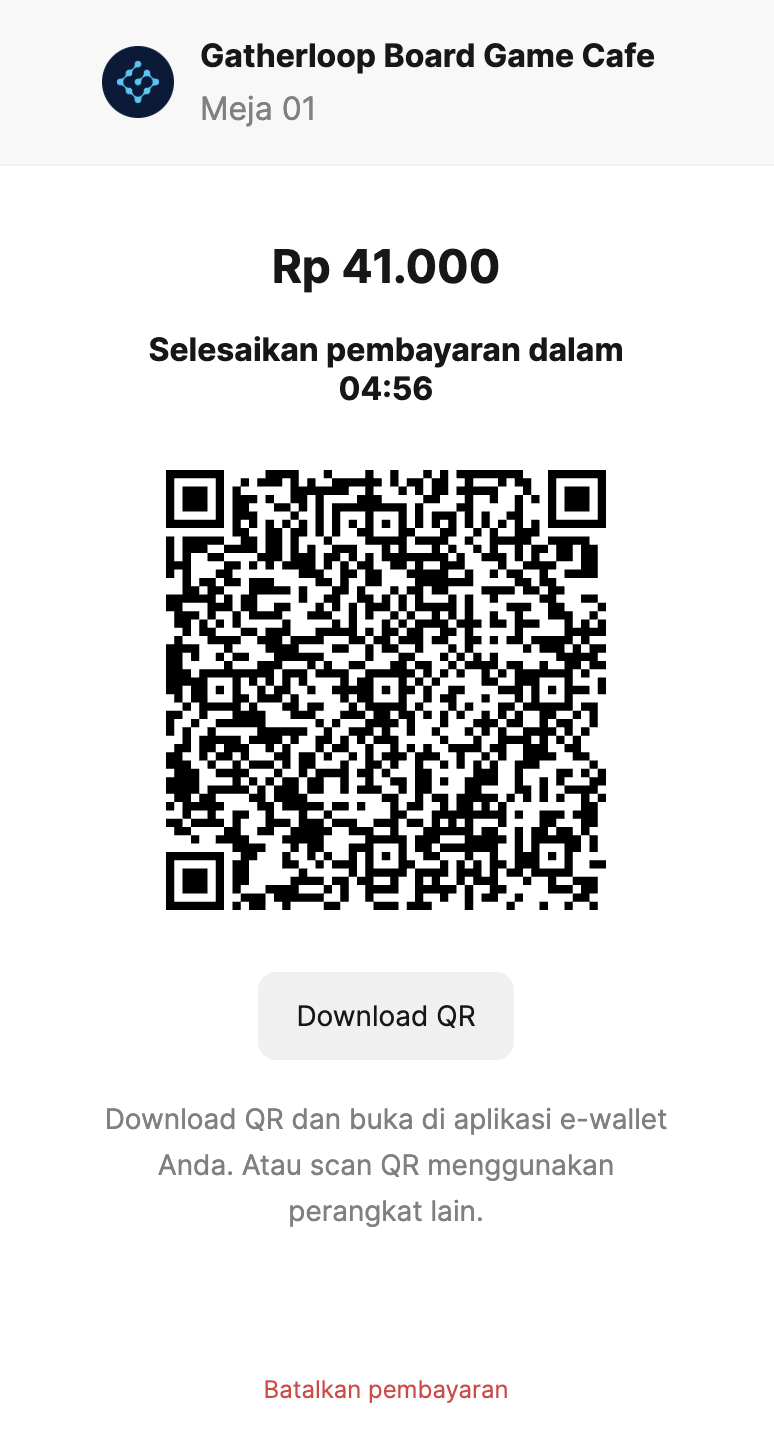 Gatherloop Board Game Cafe
Meja 01
Rp 41.000
Selesaikan pembayaran dalam
04:56
Download QR
Download QR dan buka di aplikasi e-wallet
Anda. Atau scan QR menggunakan
perangkat lain.
Batalkan pembayaran